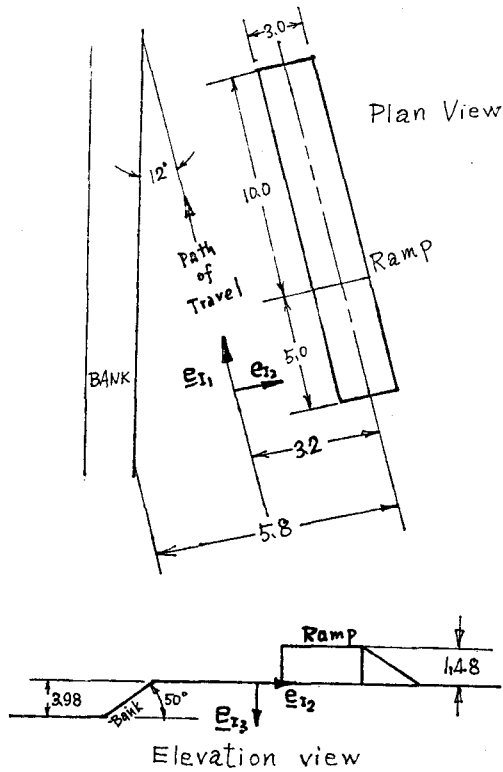 3.0
Plan View
12°
10.0
Path
of
Travel
Ramp
BANK
5.0
e_I1
e_I2
3.2
5.8
Ramp
1.48
3.98
Bank
50°
e_I2
e_I3
Elevation view